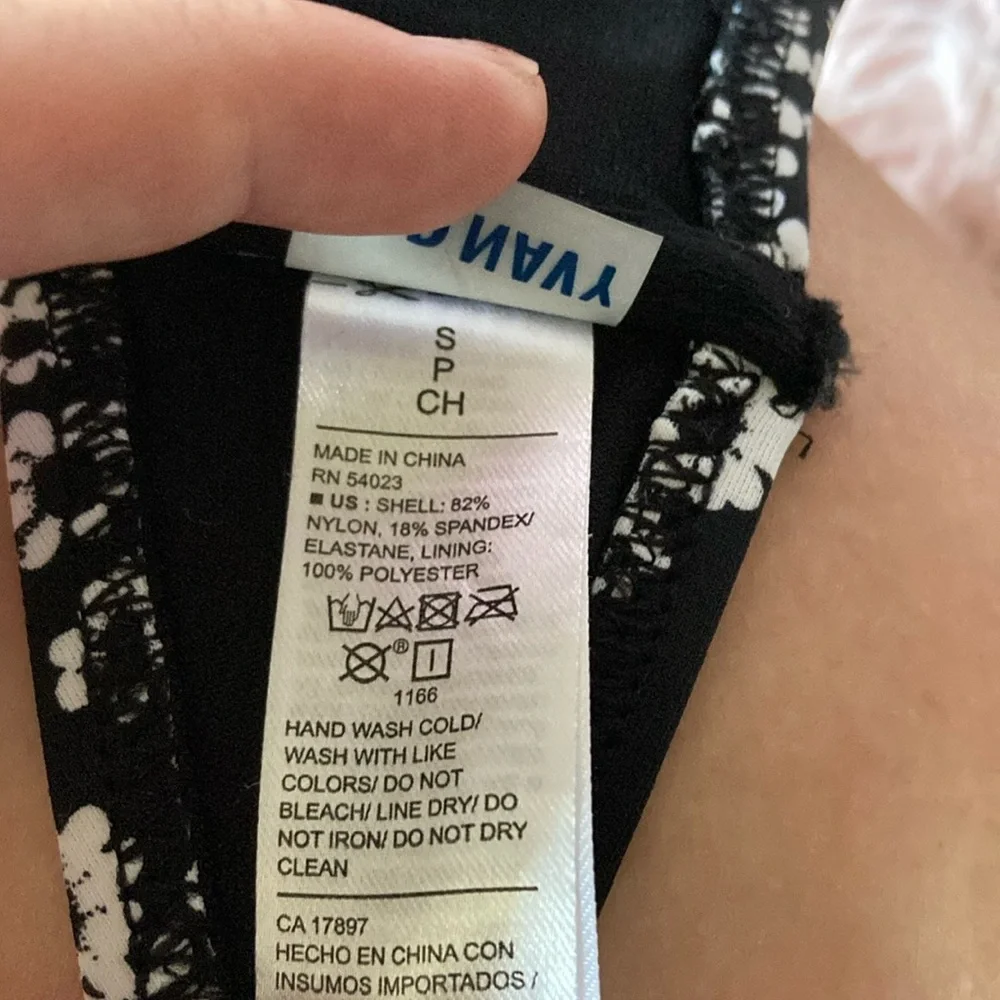 YVAN
S
P
CH
MADE IN CHINA
RN 54023
■ US : SHELL: 82%
NYLON, 18% SPANDEX/
ELASTANE, LINING:
100% POLYESTER
®
1166
HAND WASH COLD/
WASH WITH LIKE
COLORS/ DO NOT
BLEACH/ LINE DRY/ DO
NOT IRON/ DO NOT DRY
CLEAN
CA 17897
HECHO EN CHINA CON
INSUMOS IMPORTADOS /